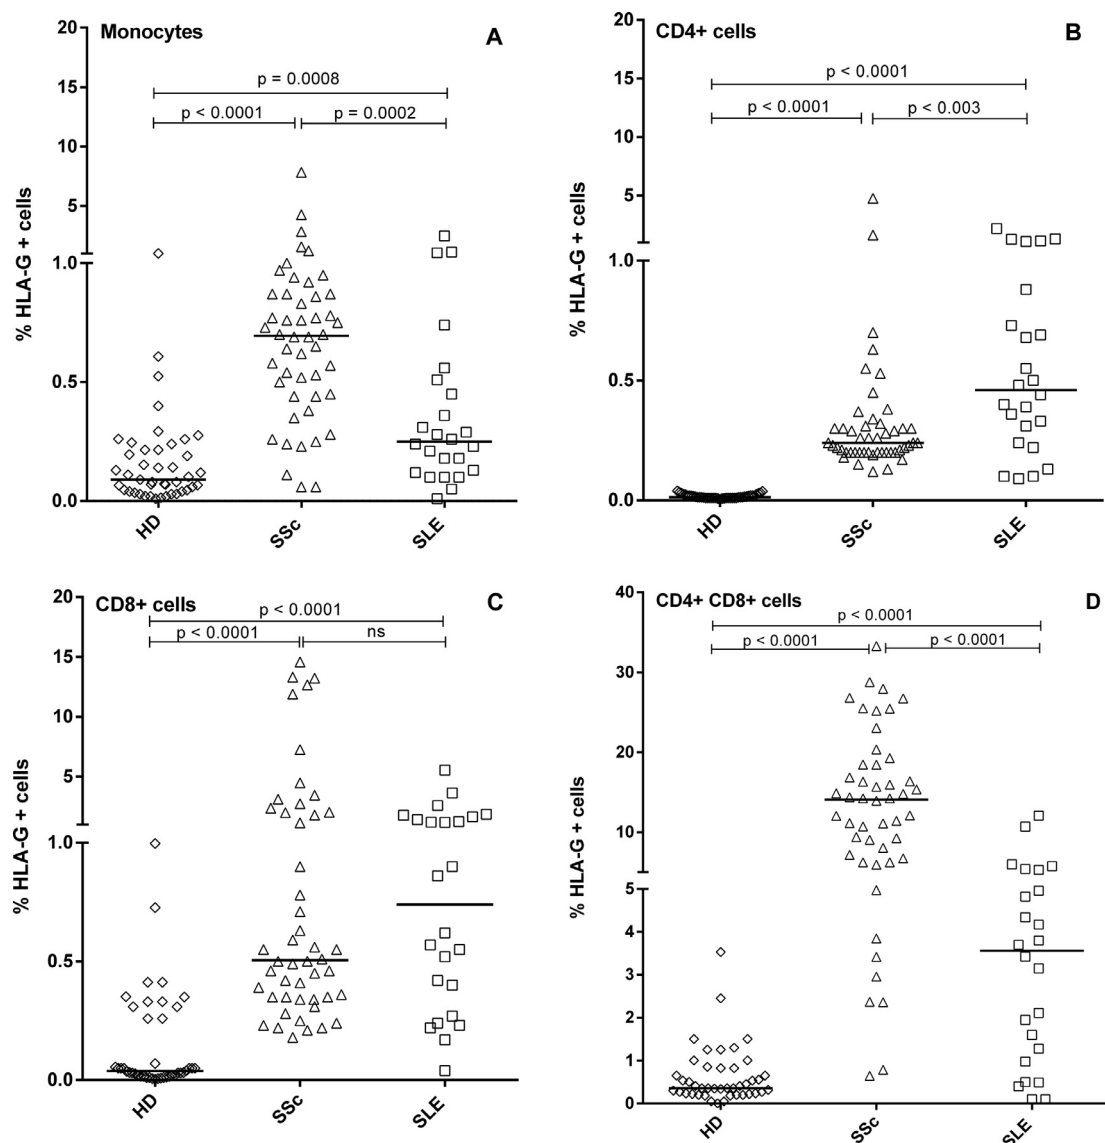 Monocytes
A
p = 0.0008
p < 0.0001
p = 0.0002
% HLA-G + cells
20
15
10
5
1.0
0.5
0.0
HD
SSc
SLE
CD4+ cells
B
p < 0.0001
p < 0.0001
p < 0.003
% HLA-G + cells
20
15
10
5
1.0
0.5
0.0
HD
SSc
SLE
CD8+ cells
C
p < 0.0001
p < 0.0001
ns
% HLA-G + cells
20
15
10
5
1.0
0.5
0.0
HD
SSc
SLE
CD4+ CD8+ cells
D
p < 0.0001
p < 0.0001
p < 0.0001
% HLA-G + cells
40
30
20
10
5
4
3
2
1
0
HD
SSc
SLE